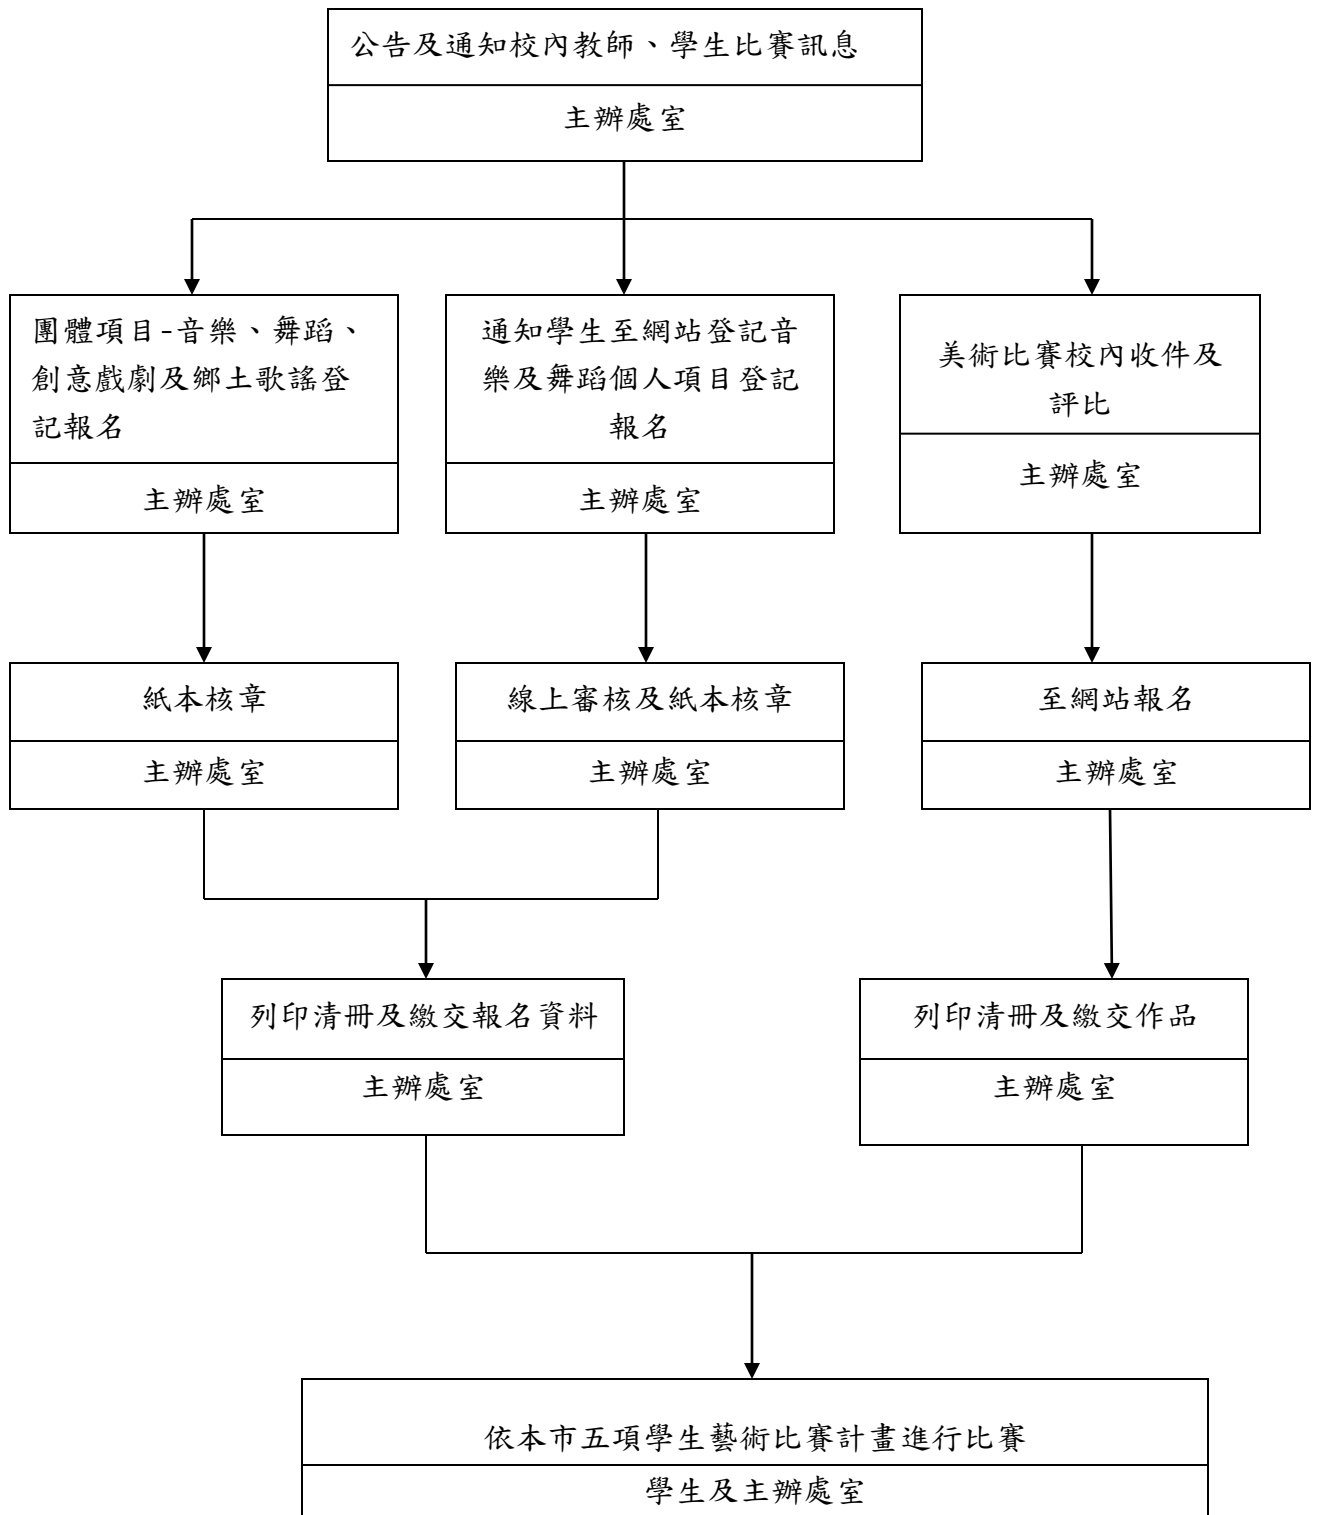 公告及通知校內教師、學生比賽訊息
主辦處室
團體項目-音樂、舞蹈、
創意戲劇及鄉土歌謠登
記報名
主辦處室
通知學生至網站登記音
樂及舞蹈個人項目登記
報名
主辦處室
美術比賽校內收件及
評比
主辦處室
紙本核章
主辦處室
線上審核及紙本核章
主辦處室
至網站報名
主辦處室
列印清冊及繳交報名資料
主辦處室
列印清冊及繳交作品
主辦處室
依本市五項學生藝術比賽計畫進行比賽
學生及主辦處室